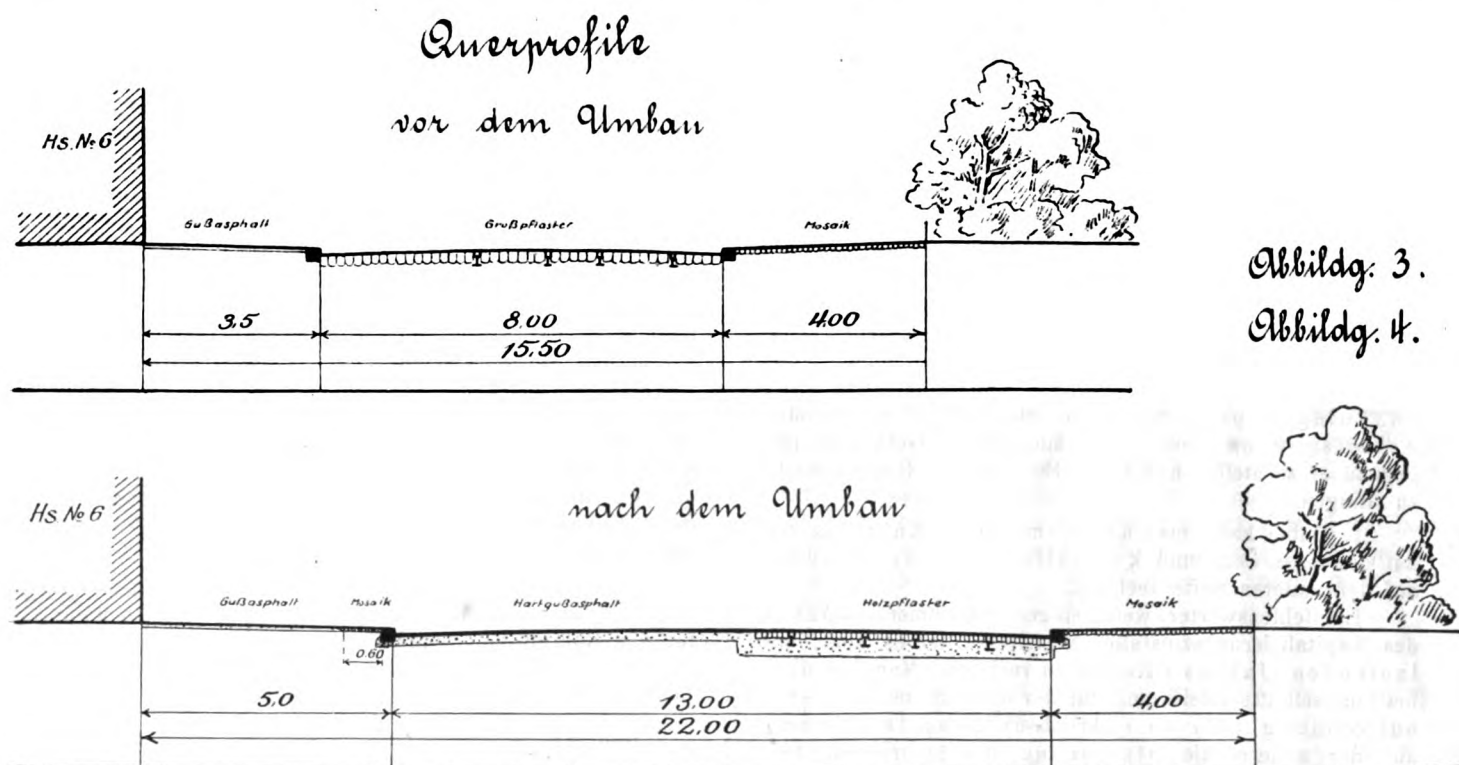 Querprofile
vor dem Umbau
Hs. № 6
Gußasphalt Großpflaster Mosaik
Abbildg. 3.
3,5 8.00 4,00
15,50
Abbildg. 4.
nach dem Umbau
Hs. № 6
Gußasphalt Mosaik Hartgußasphalt Holzpflaster Mosaik
0.60
5,0 13.00 4,00
22.00